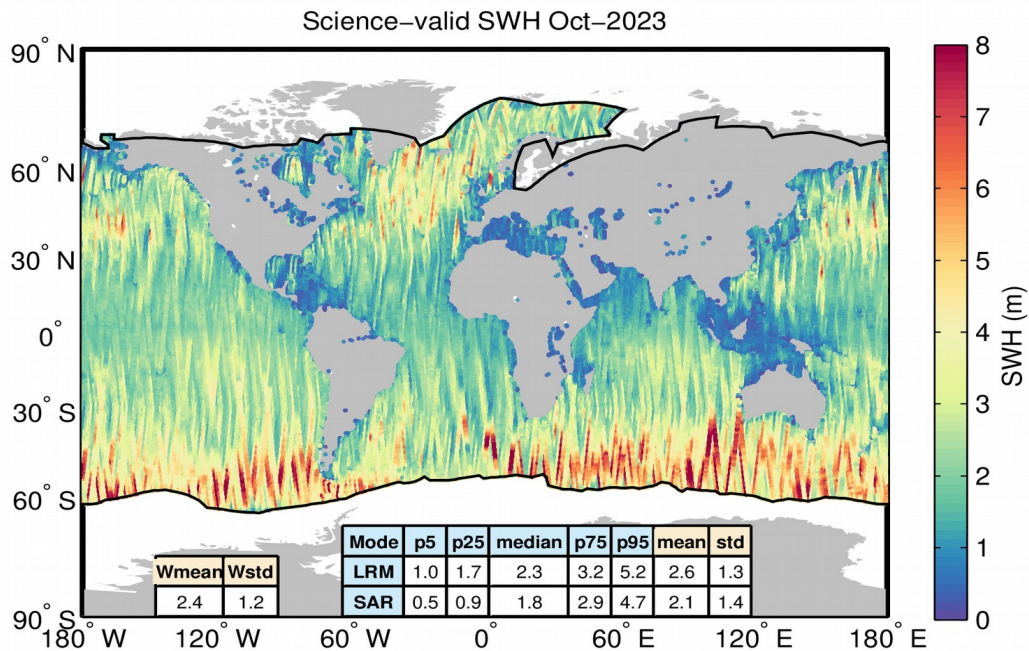 Science–valid SWH Oct–2023
90° N
60° N
30° N
0°
30° S
60° S
90° S
180° W 120° W 60° W 0° 60° E 120° E 180° E
8
7
6
5
4
3
2
1
0
SWH (m)
Wmean Wstd
2.4 1.2
Mode p5 p25 median p75 p95 mean std
LRM 1.0 1.7 2.3 3.2 5.2 2.6 1.3
SAR 0.5 0.9 1.8 2.9 4.7 2.1 1.4